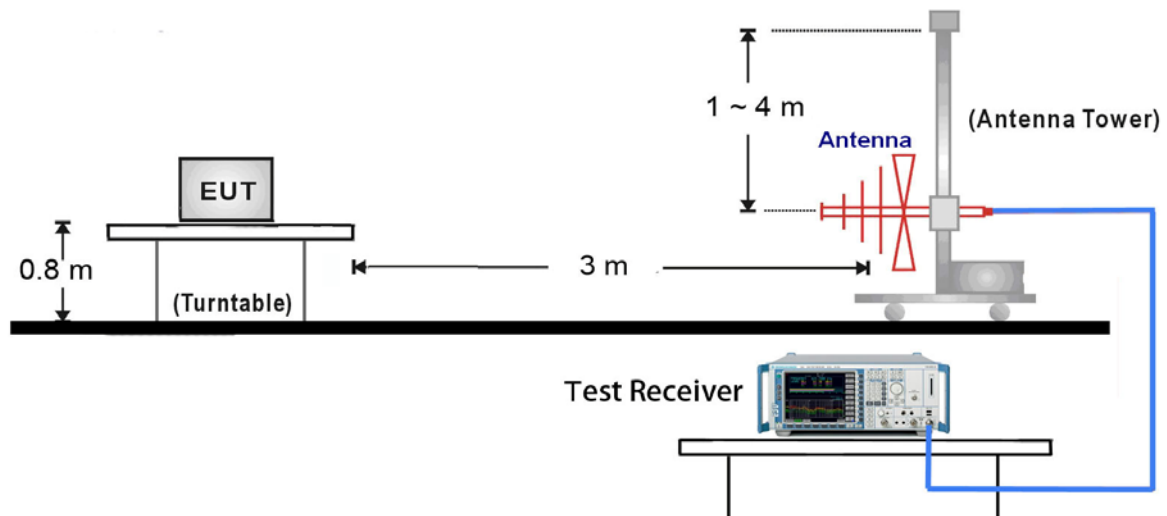 1 ~ 4 m
(Antenna Tower)
Antenna
EUT
0.8 m
3 m
(Turntable)
Test Receiver